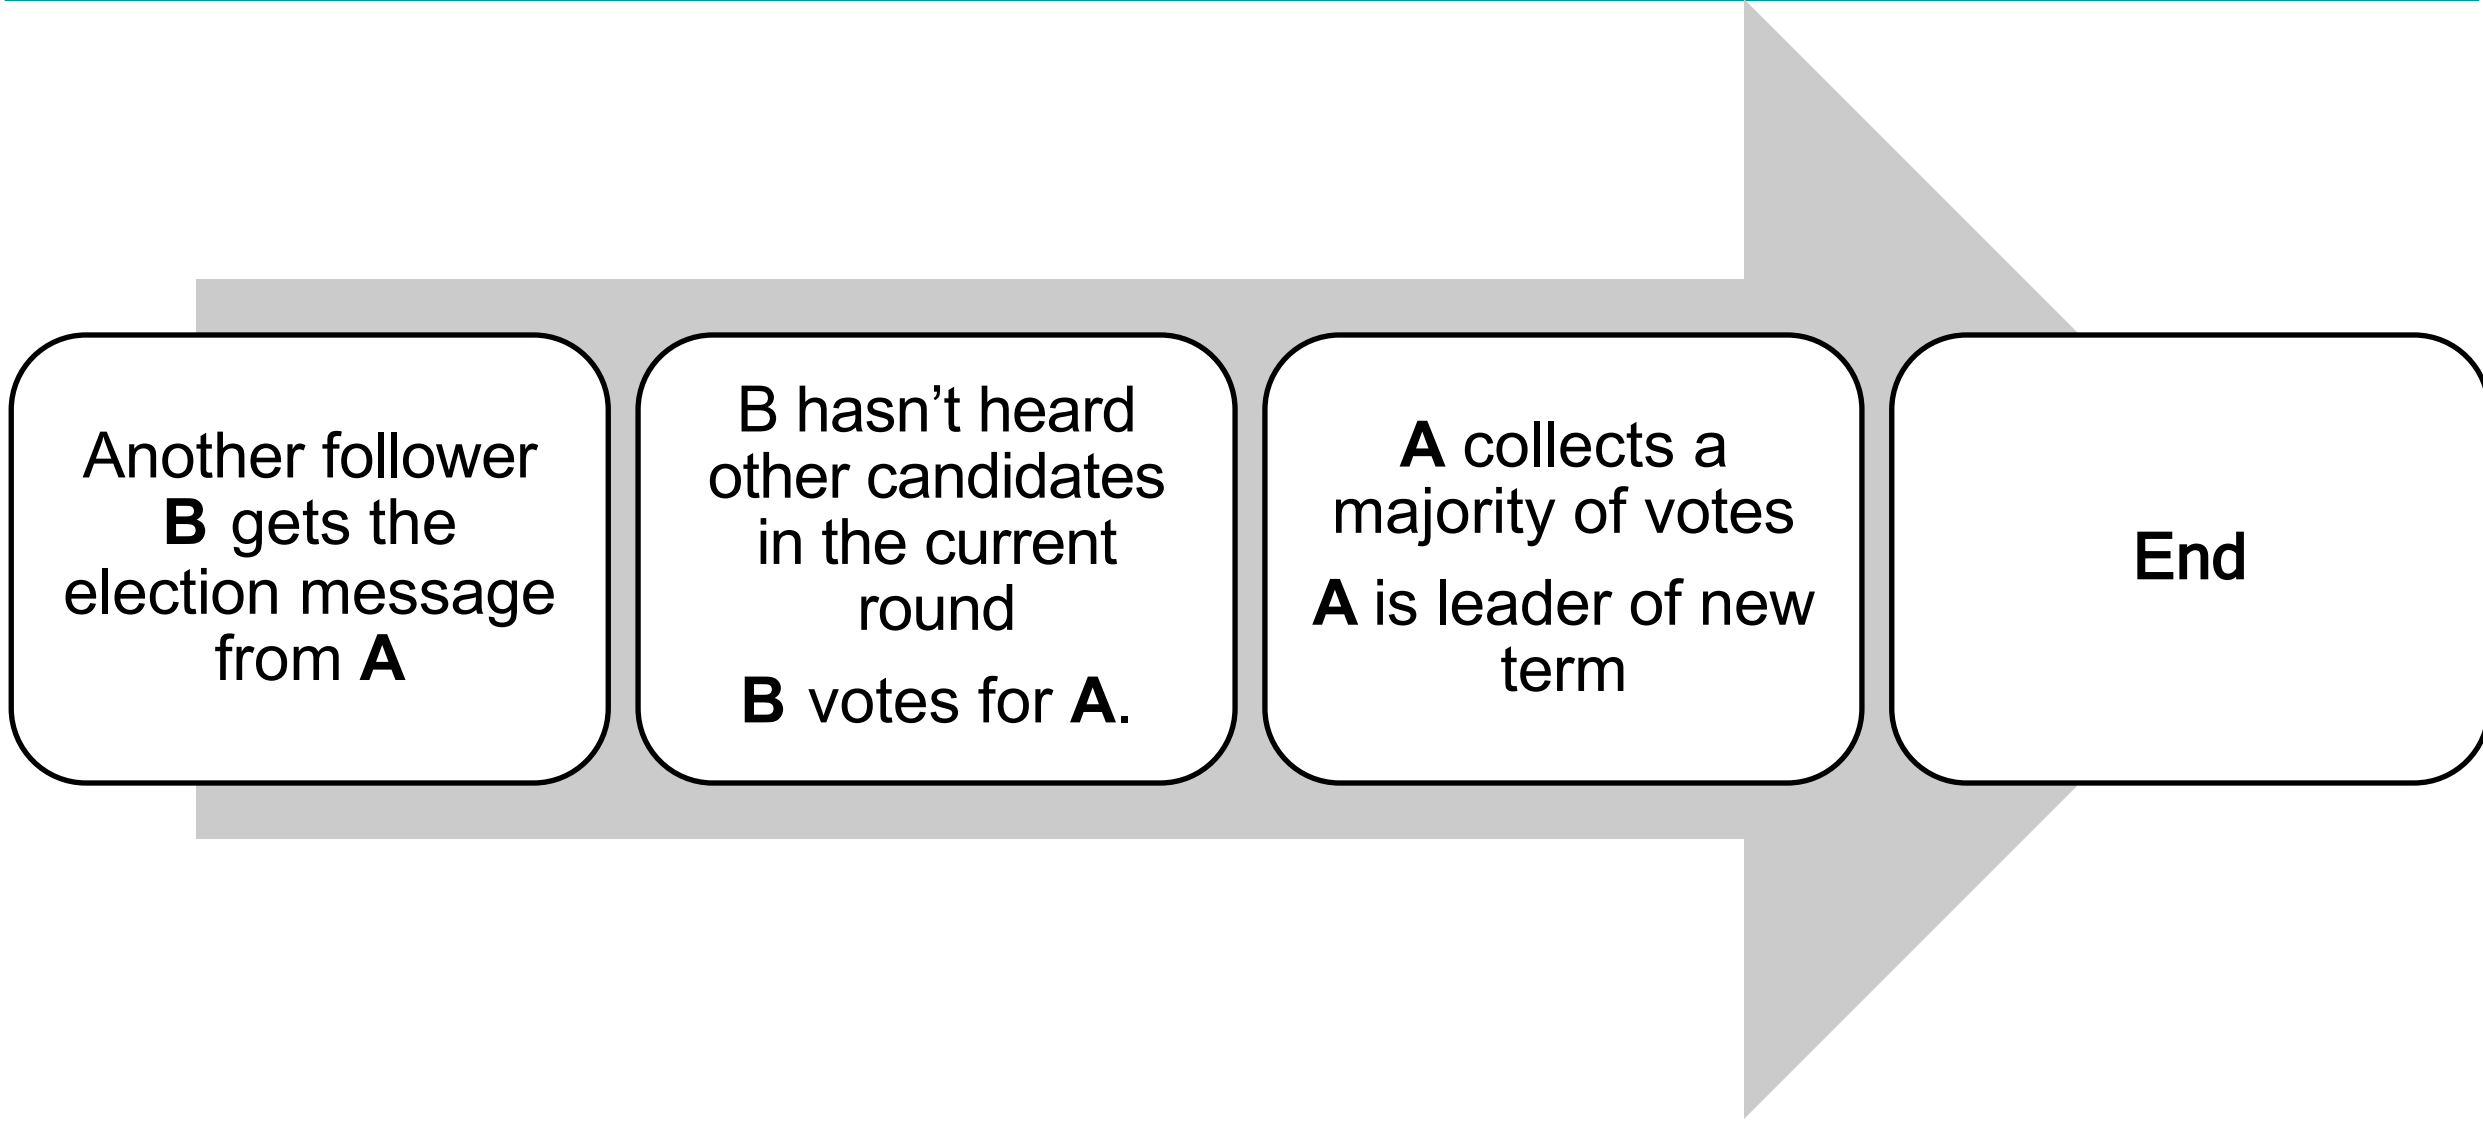 Another follower
B gets the
election message
from A
B hasn’t heard
other candidates
in the current
round
B votes for A.
A collects a
majority of votes
A is leader of new
term
End